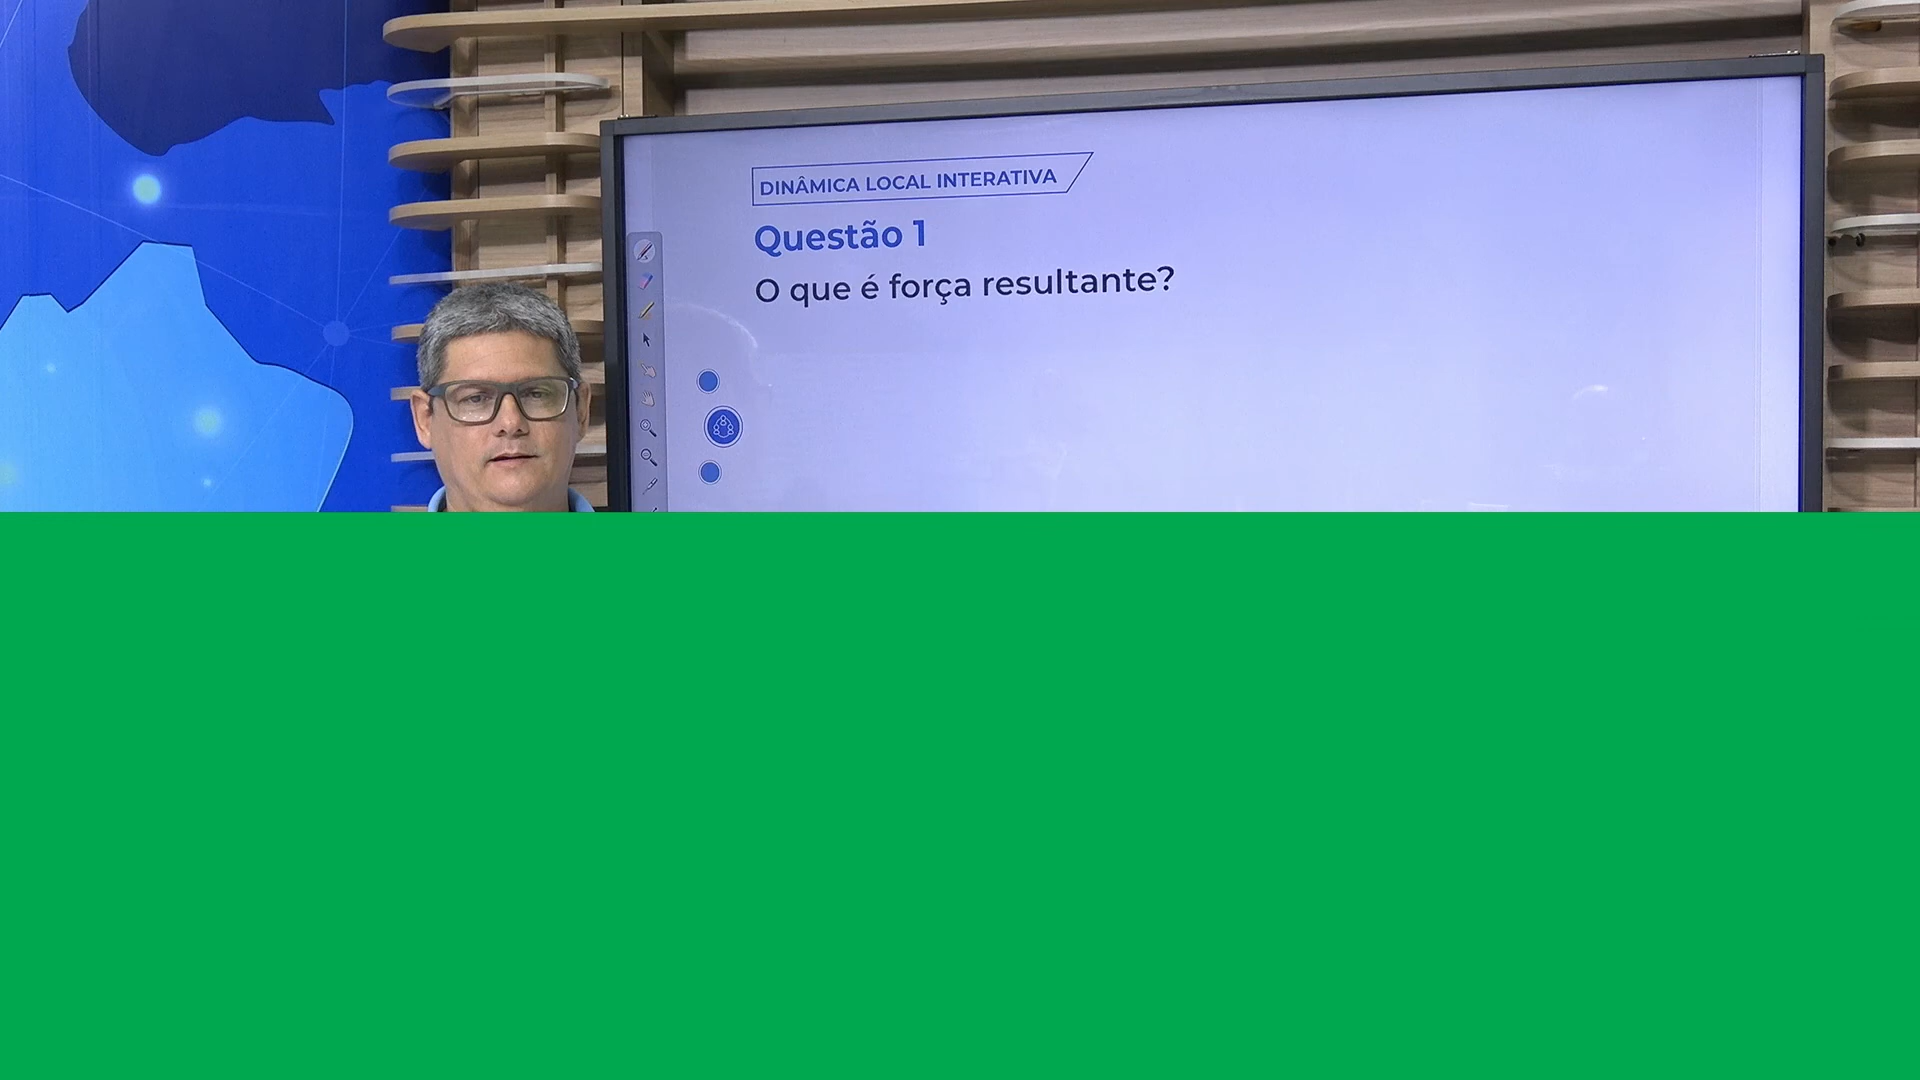 DINÂMICA LOCAL INTERATIVA
Questão 1
O que é força resultante?